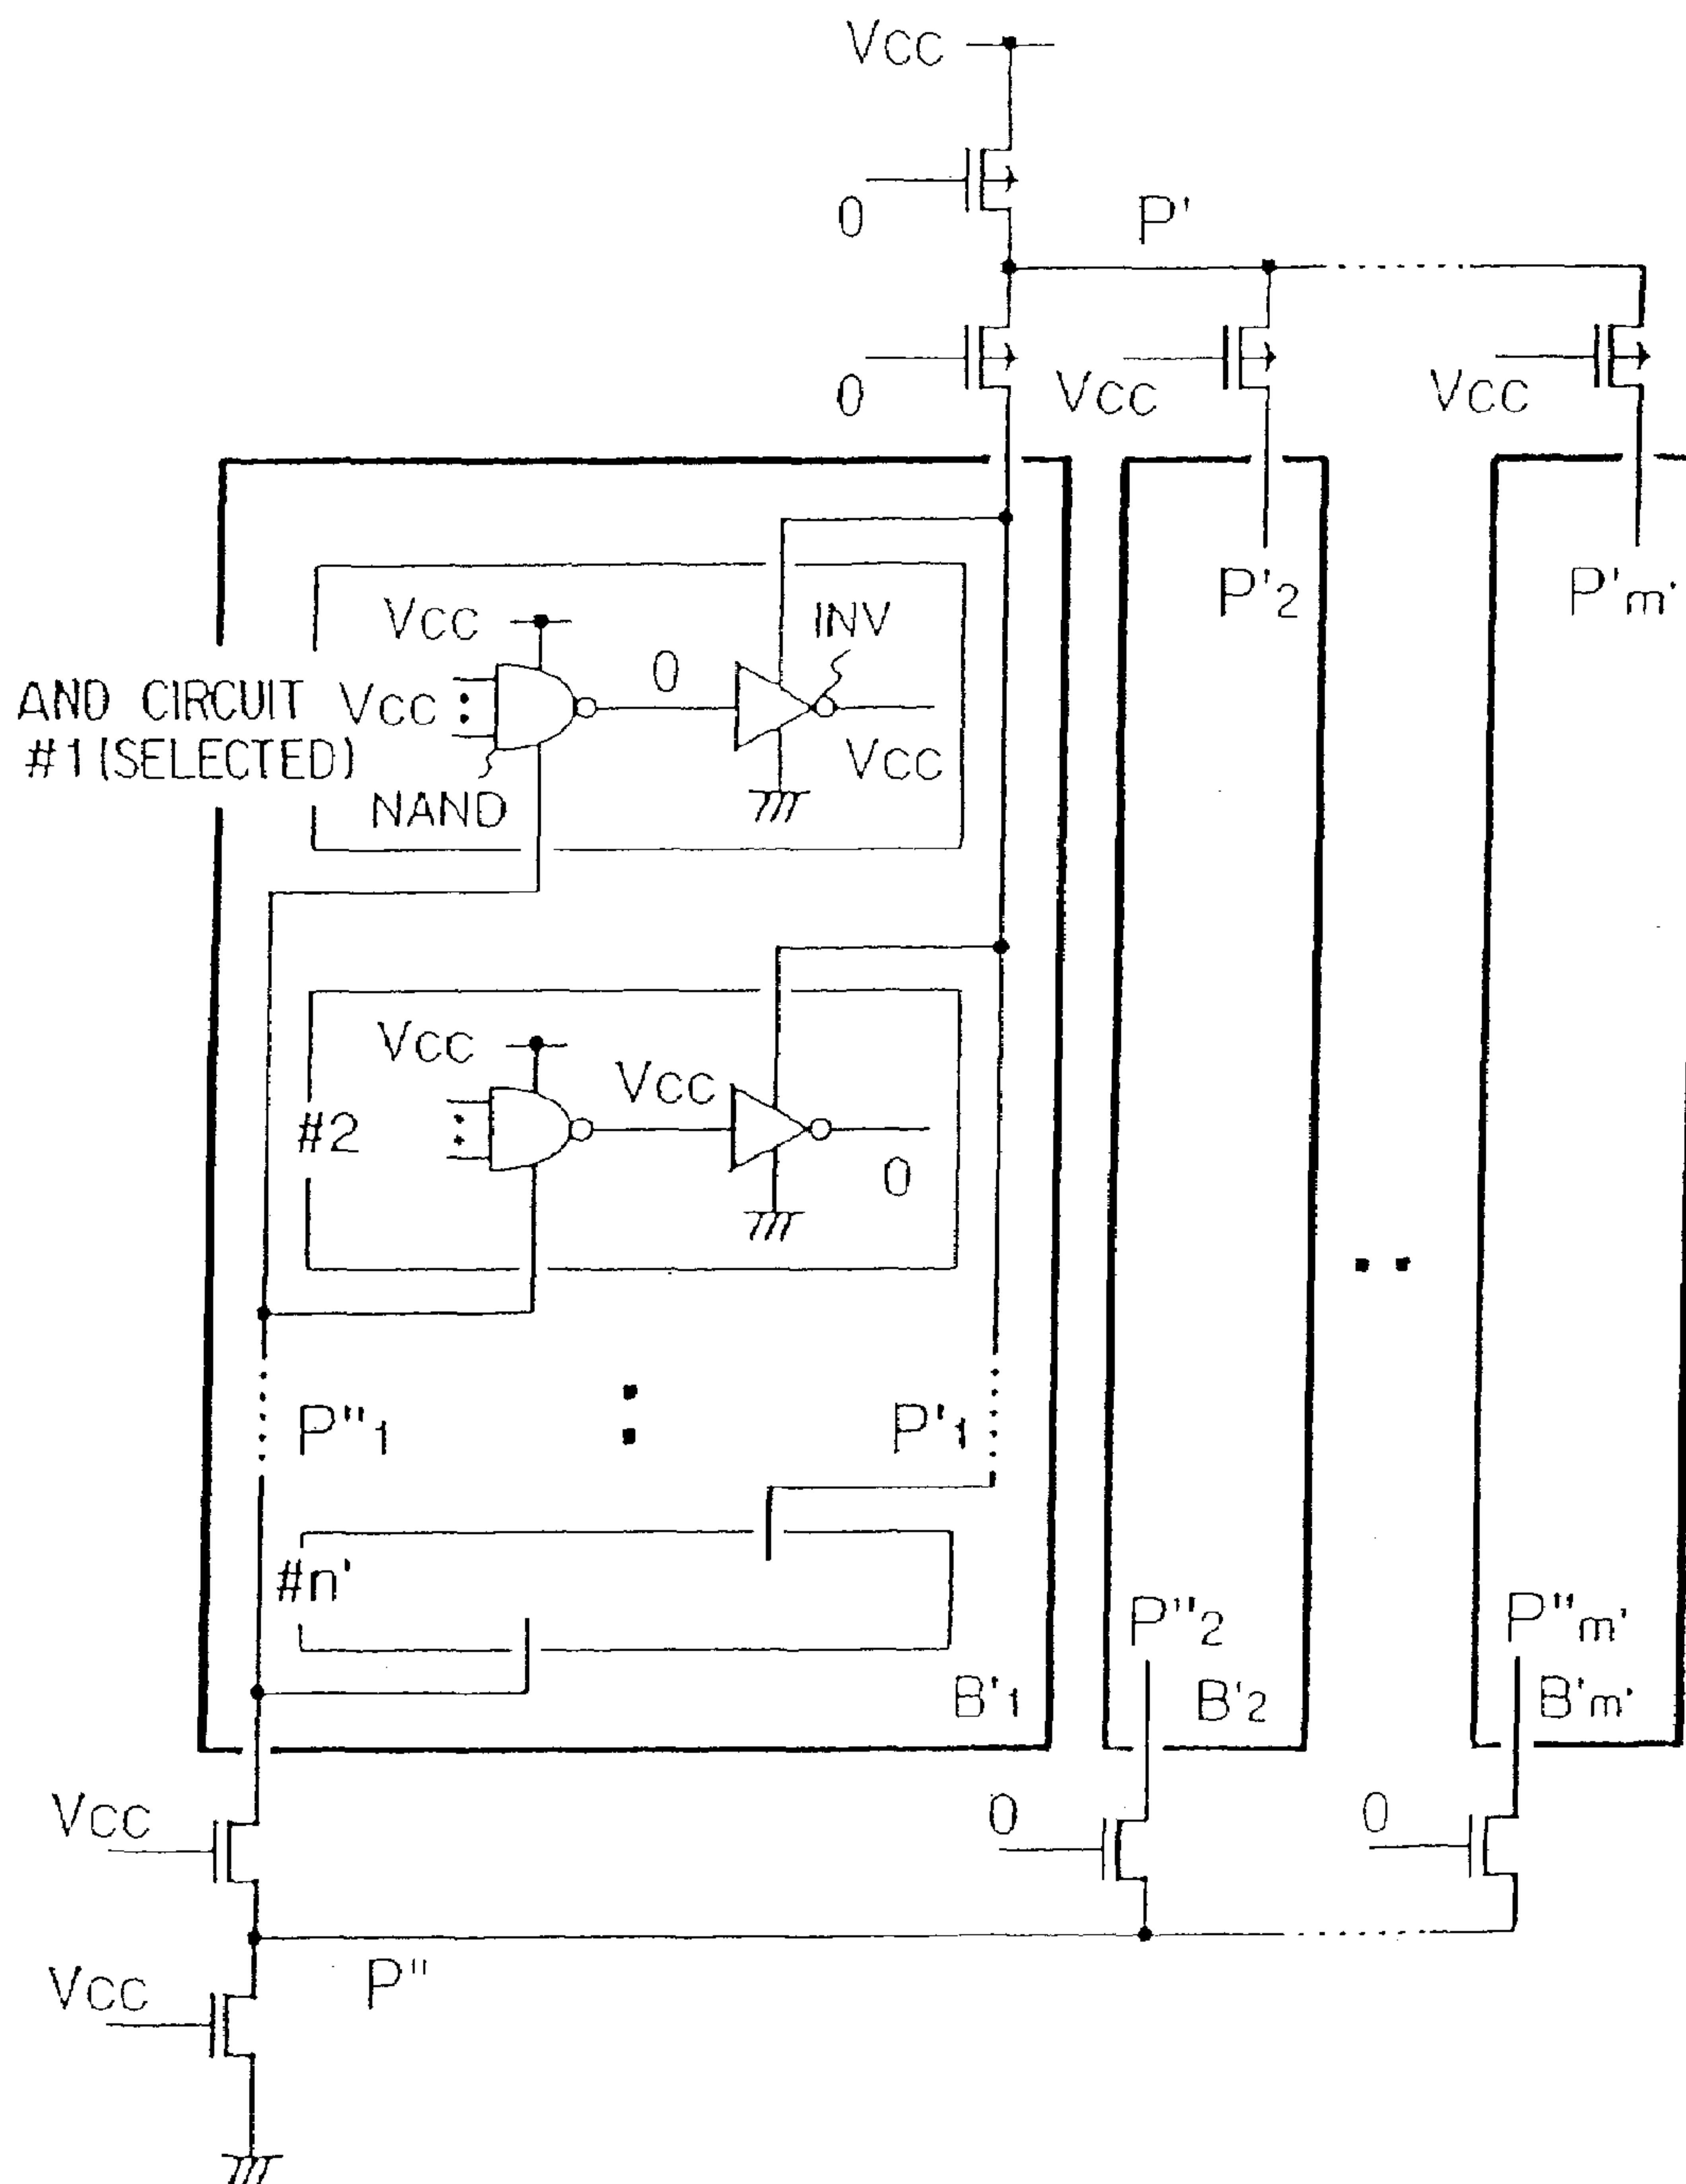 Vcc
0
P'
0
Vcc
Vcc
P'2
P'm'
Vcc
INV
0
AND CIRCUIT
#1(SELECTED)
Vcc
Vcc
NAND
Vcc
Vcc
#2
0
P"1
P'1
#n'
P"2
P"m'
B'1
B'2
B'm'
Vcc
0
0
Vcc
P"